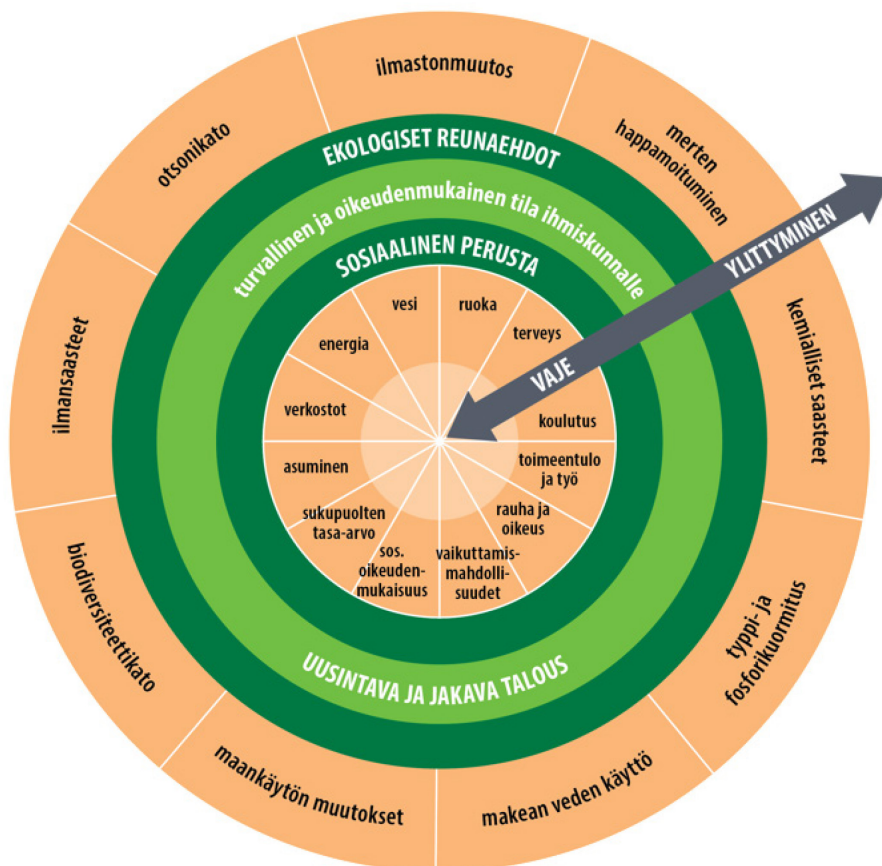 ilmastonmuutos
merten
happamoituminen
kemialliset saasteet
typpi- ja
fosforikuormitus
makean veden käyttö
maankäytön muutokset
biodiversiteettikato
ilmansaasteet
otsonikato
EKOLOGISET REUNAEHDOT
turvallinen ja oikeudenmukainen tila ihmiskunnalle
SOSIAALINEN PERUSTA
YLITTYMINEN
VAJE
ruoka
terveys
koulutus
toimeentulo
ja työ
rauha ja
oikeus
vaikuttamis-
mahdolli-
suudet
sos.
oikeuden-
mukaisuus
sukupuolten
tasa-arvo
asuminen
verkostot
energia
vesi
UUSINTAVA JA JAKAVA TALOUS